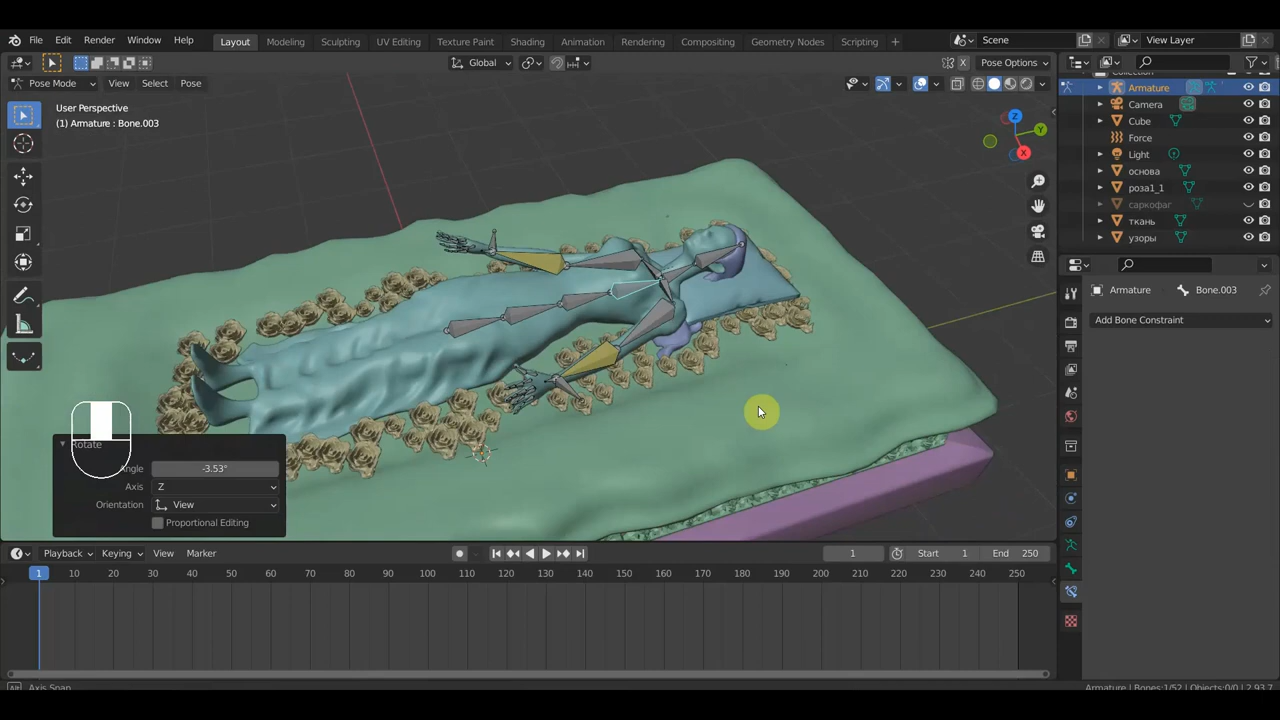 File Edit Render Window Help
Layout Modeling Sculpting UV Editing Texture Paint Shading Animation Rendering Compositing Geometry Nodes Scripting +
Scene
View Layer
Global
Pose Options
Pose Mode View Select Pose
User Perspective
(1) Armature : Bone.003
Z
Y
X
Armature
Camera
Cube
Force
Light
основа
роза1_1
саркофаг
ткань
узоры
Armature Bone.003
Add Bone Constraint
Angle -3.53°
Axis Z
Orientation View
Proportional Editing
Playback Keying View Marker
1 Start 1 End 250
1 10 20 30 40 50 60 70 80 90 100 110 120 130 140 150 160 170 180 190 200 210 220 230 240 250
Axis Snap
Armature | Bones:1/52 | Objects:0/0 | 2.93.7